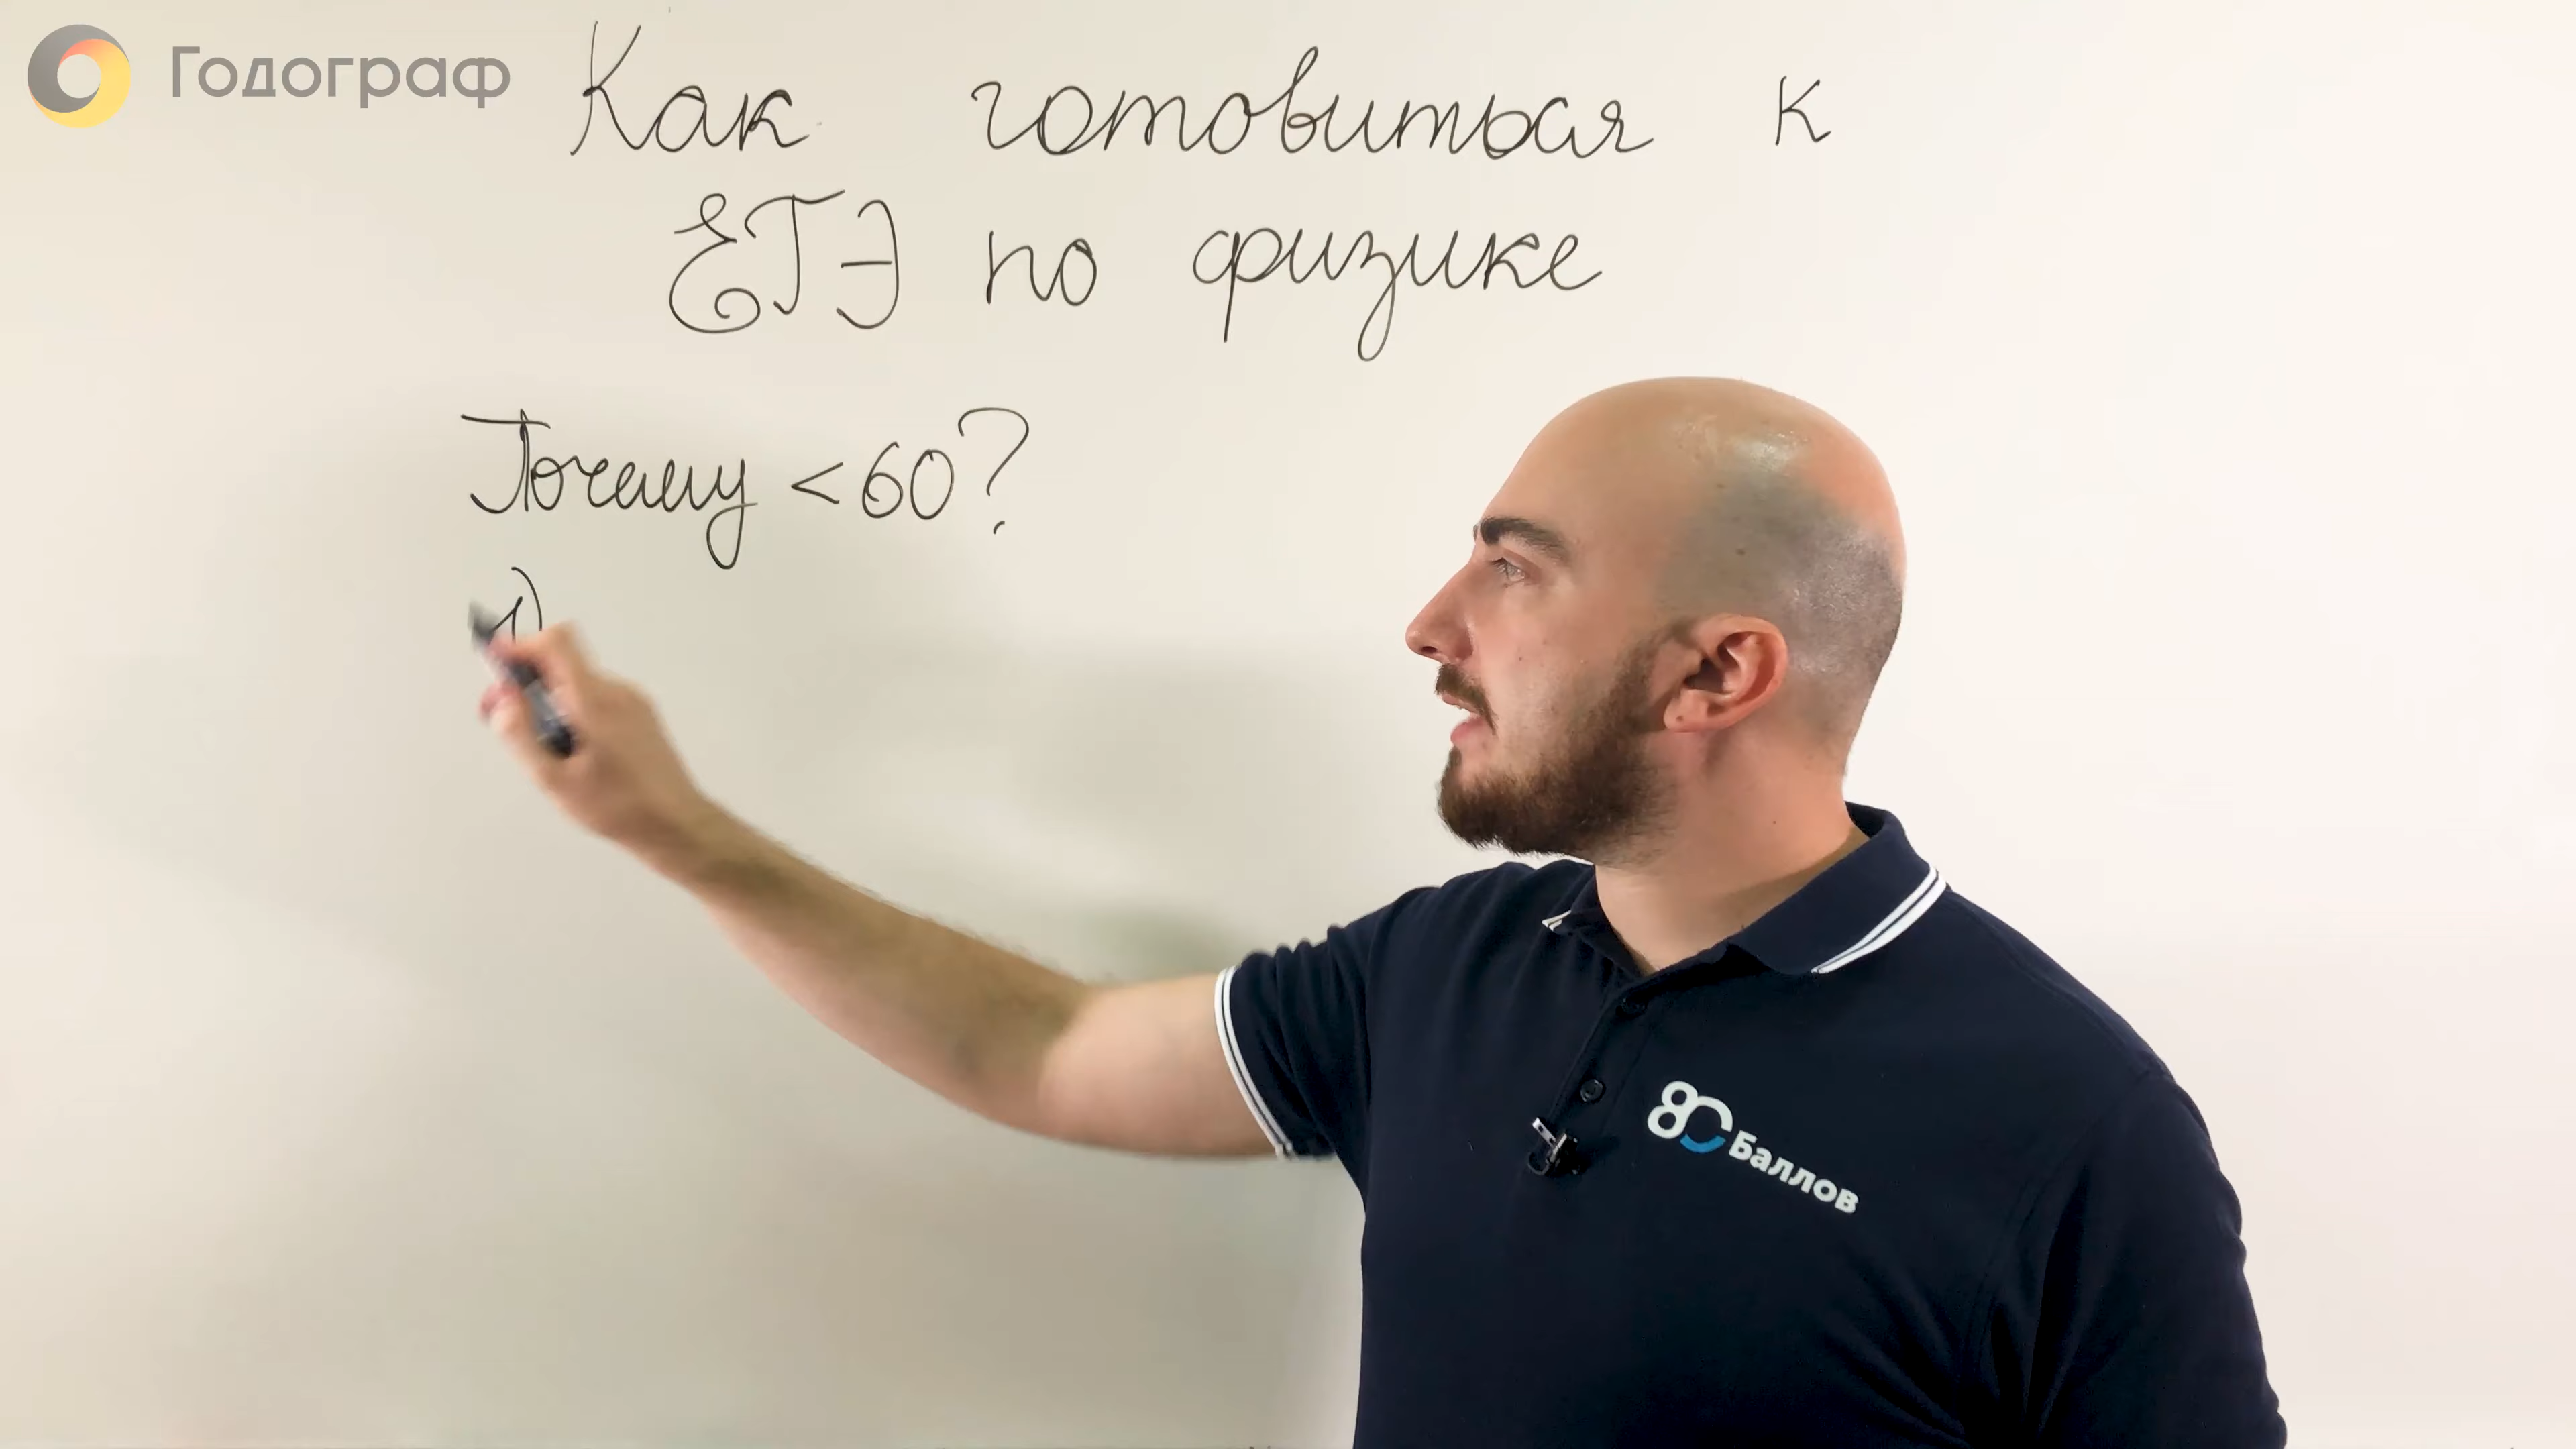 Годограф
Как готовиться к
ЕГЭ по физике
Почему <60?
1)
80 Баллов